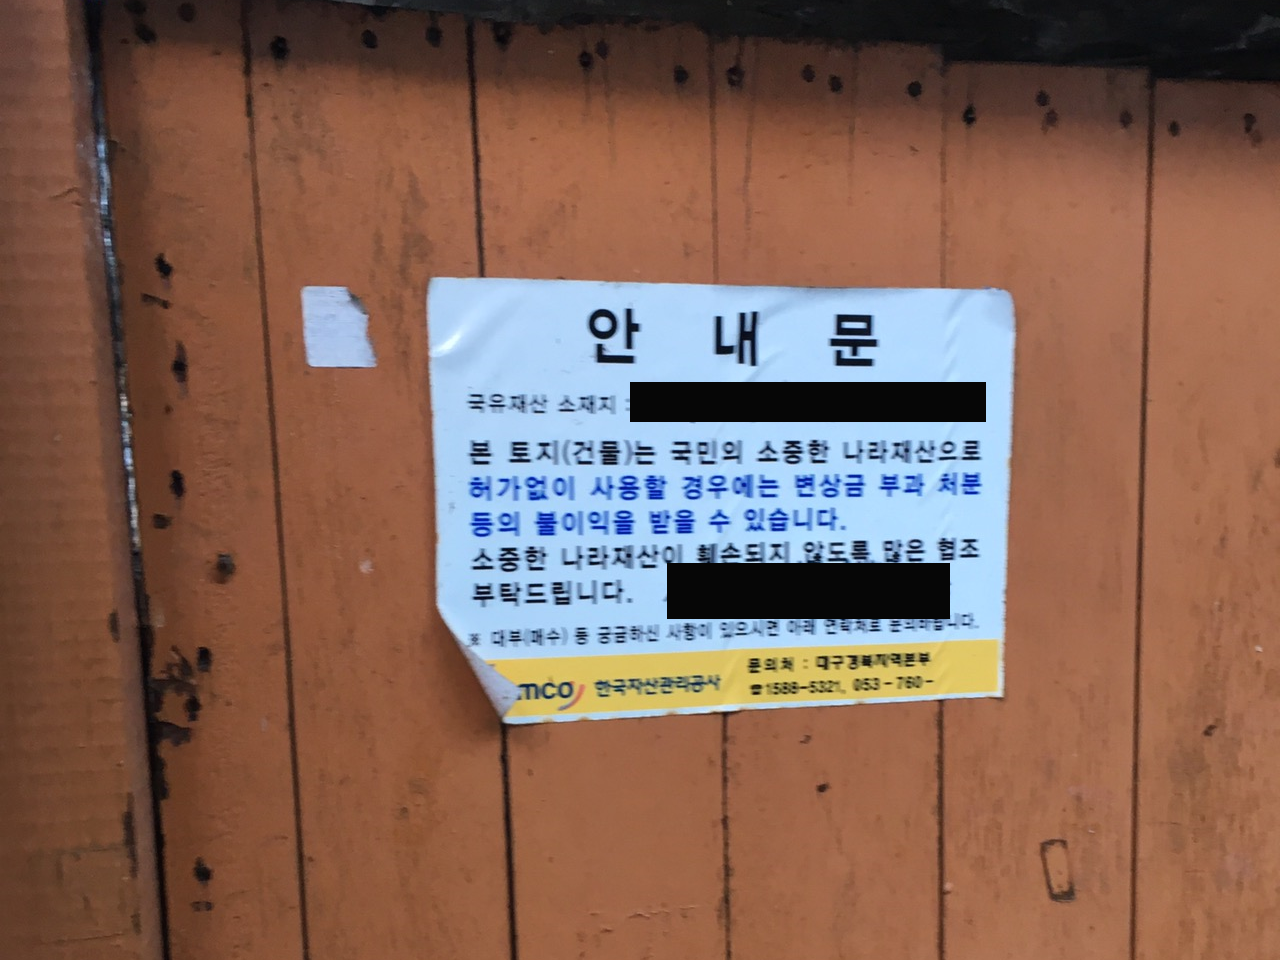 안 내 문
국유재산 소재지 :
본 토지(건물)는 국민의 소중한 나라재산으로
허가없이 사용할 경우에는 변상금 부과 처분
등의 불이익을 받을 수 있습니다.
소중한 나라재산이 훼손되지 않도록 많은 협조
부탁드립니다.
※ 대부(매수) 등 궁금하신 사항이 있으시면 아래 연락처로 문의바랍니다.
mco 한국자산관리공사
문의처 : 대구경북지역본부
☎1588-5321, 053-760-